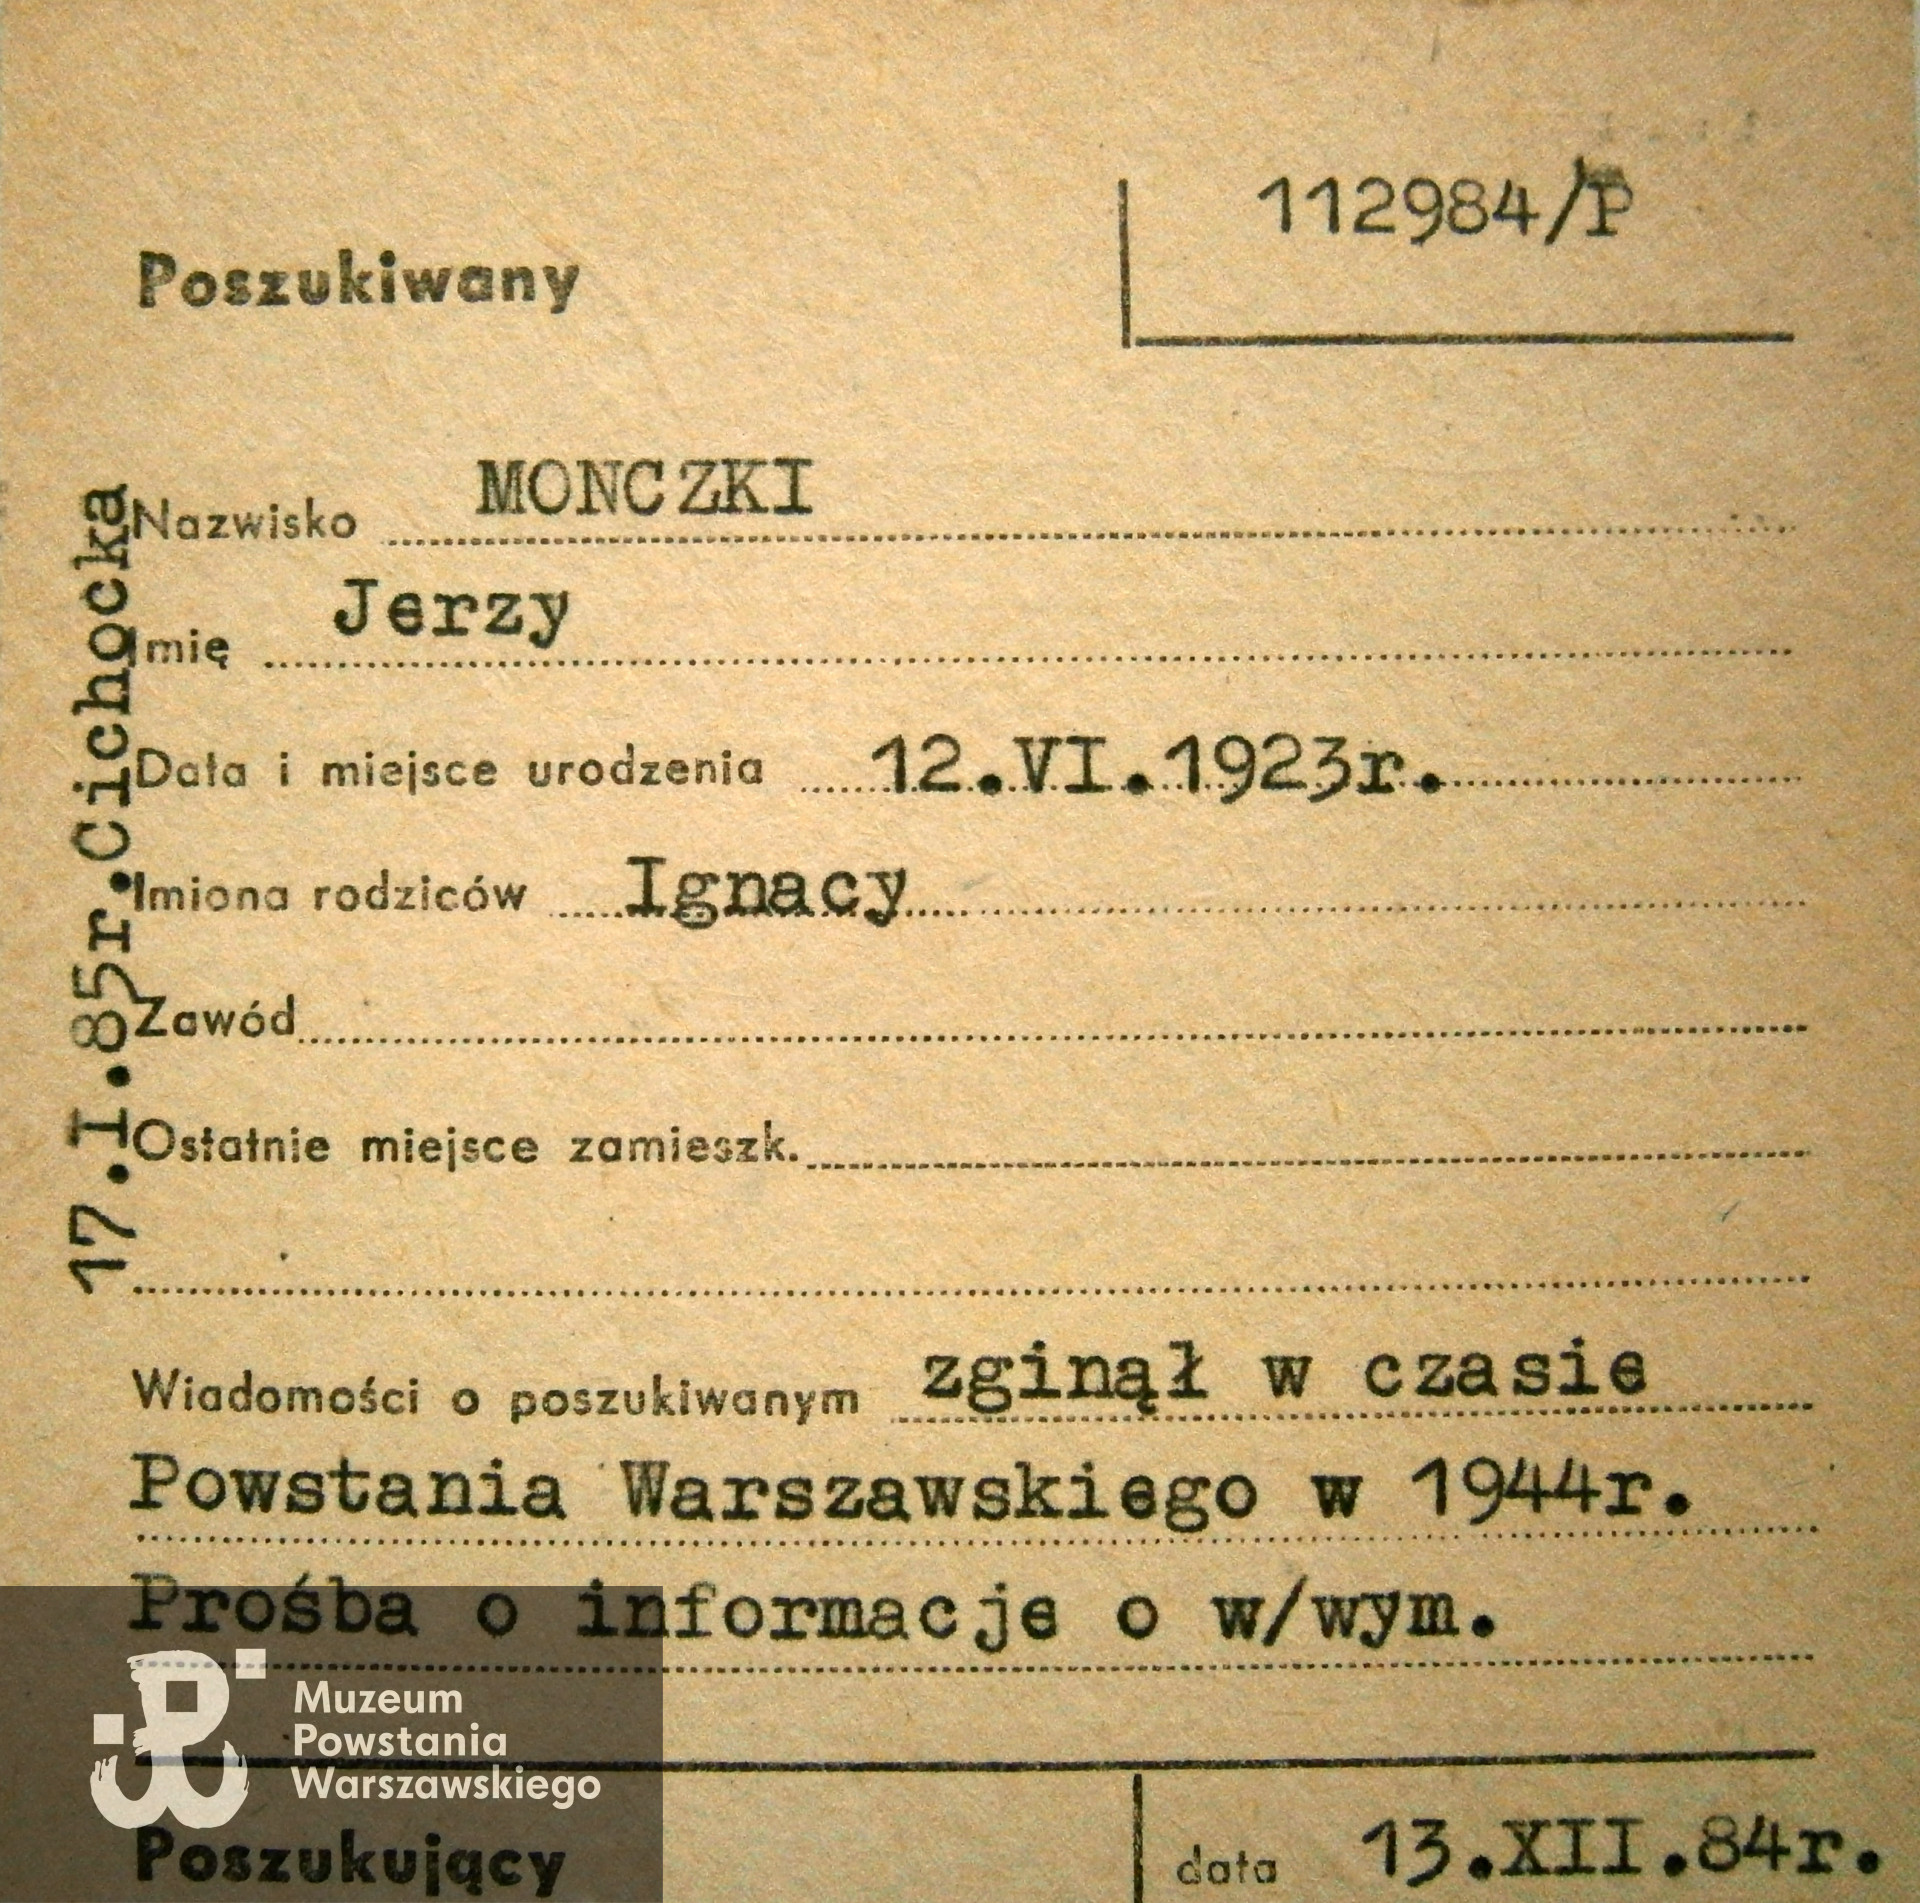 112984/P
Poszukiwany
Nazwisko MONCZKI
Imię Jerzy
Data i miejsce urodzenia 12.VI.1923r.
Imiona rodziców Ignacy
Zawód
Ostatnie miejsce zamieszk.
Wiadomości o poszukiwanym zginął w czasie
Powstania Warszawskiego w 1944r.
Prośba o informacje o w/wym.
Poszukujący
data 13.XII.84r.
17.I.85r.Cichocka
Muzeum
Powstania
Warszawskiego